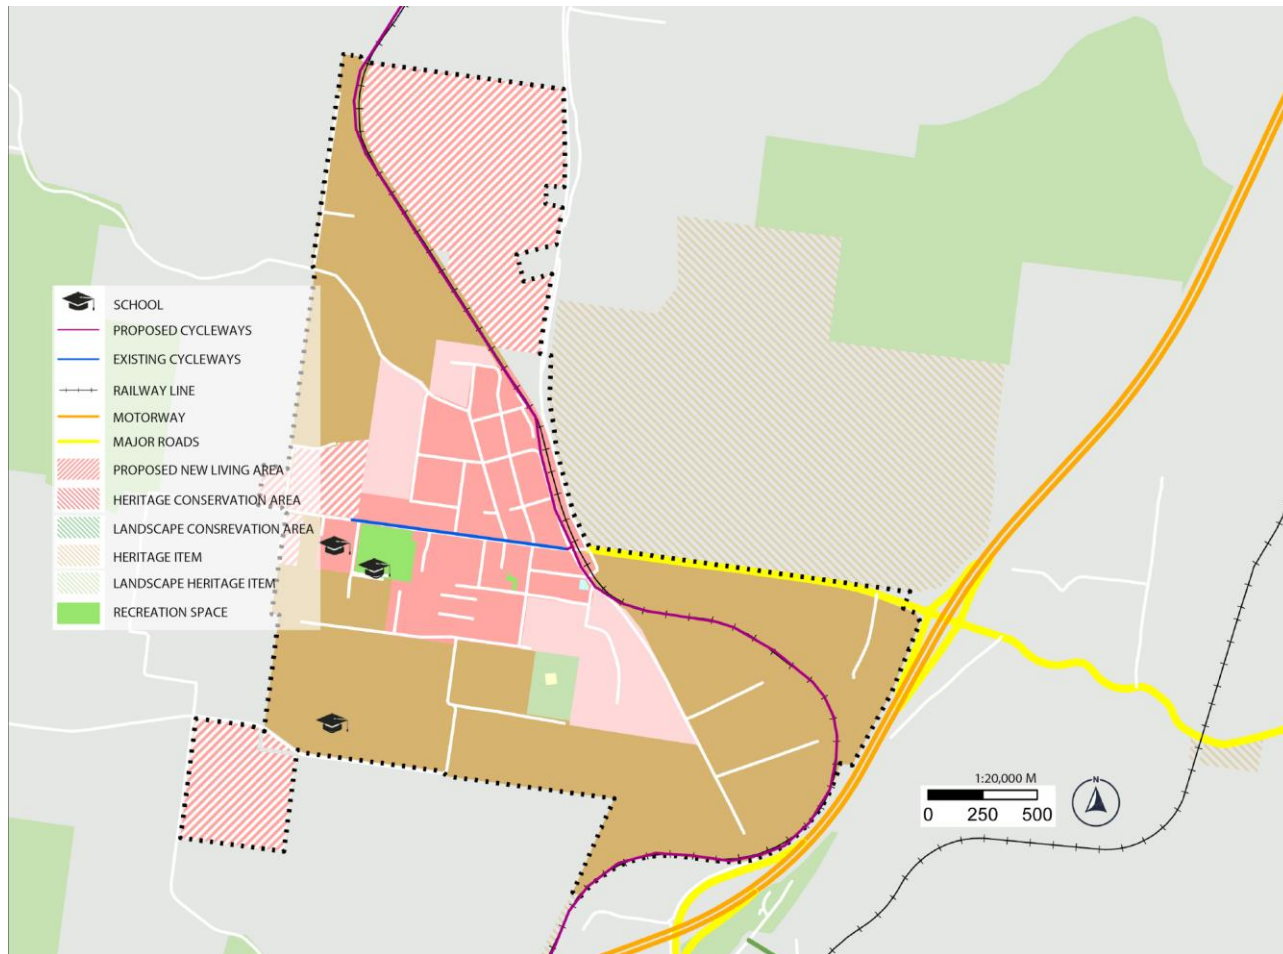 SCHOOL
PROPOSED CYCLEWAYS
EXISTING CYCLEWAYS
RAILWAY LINE
MOTORWAY
MAJOR ROADS
PROPOSED NEW LIVING AREA
HERITAGE CONSERVATION AREA
LANDSCAPE CONSREVATION AREA
HERITAGE ITEM
LANDSCAPE HERITAGE ITEM
RECREATION SPACE
1:20,000 M
0 250 500
N